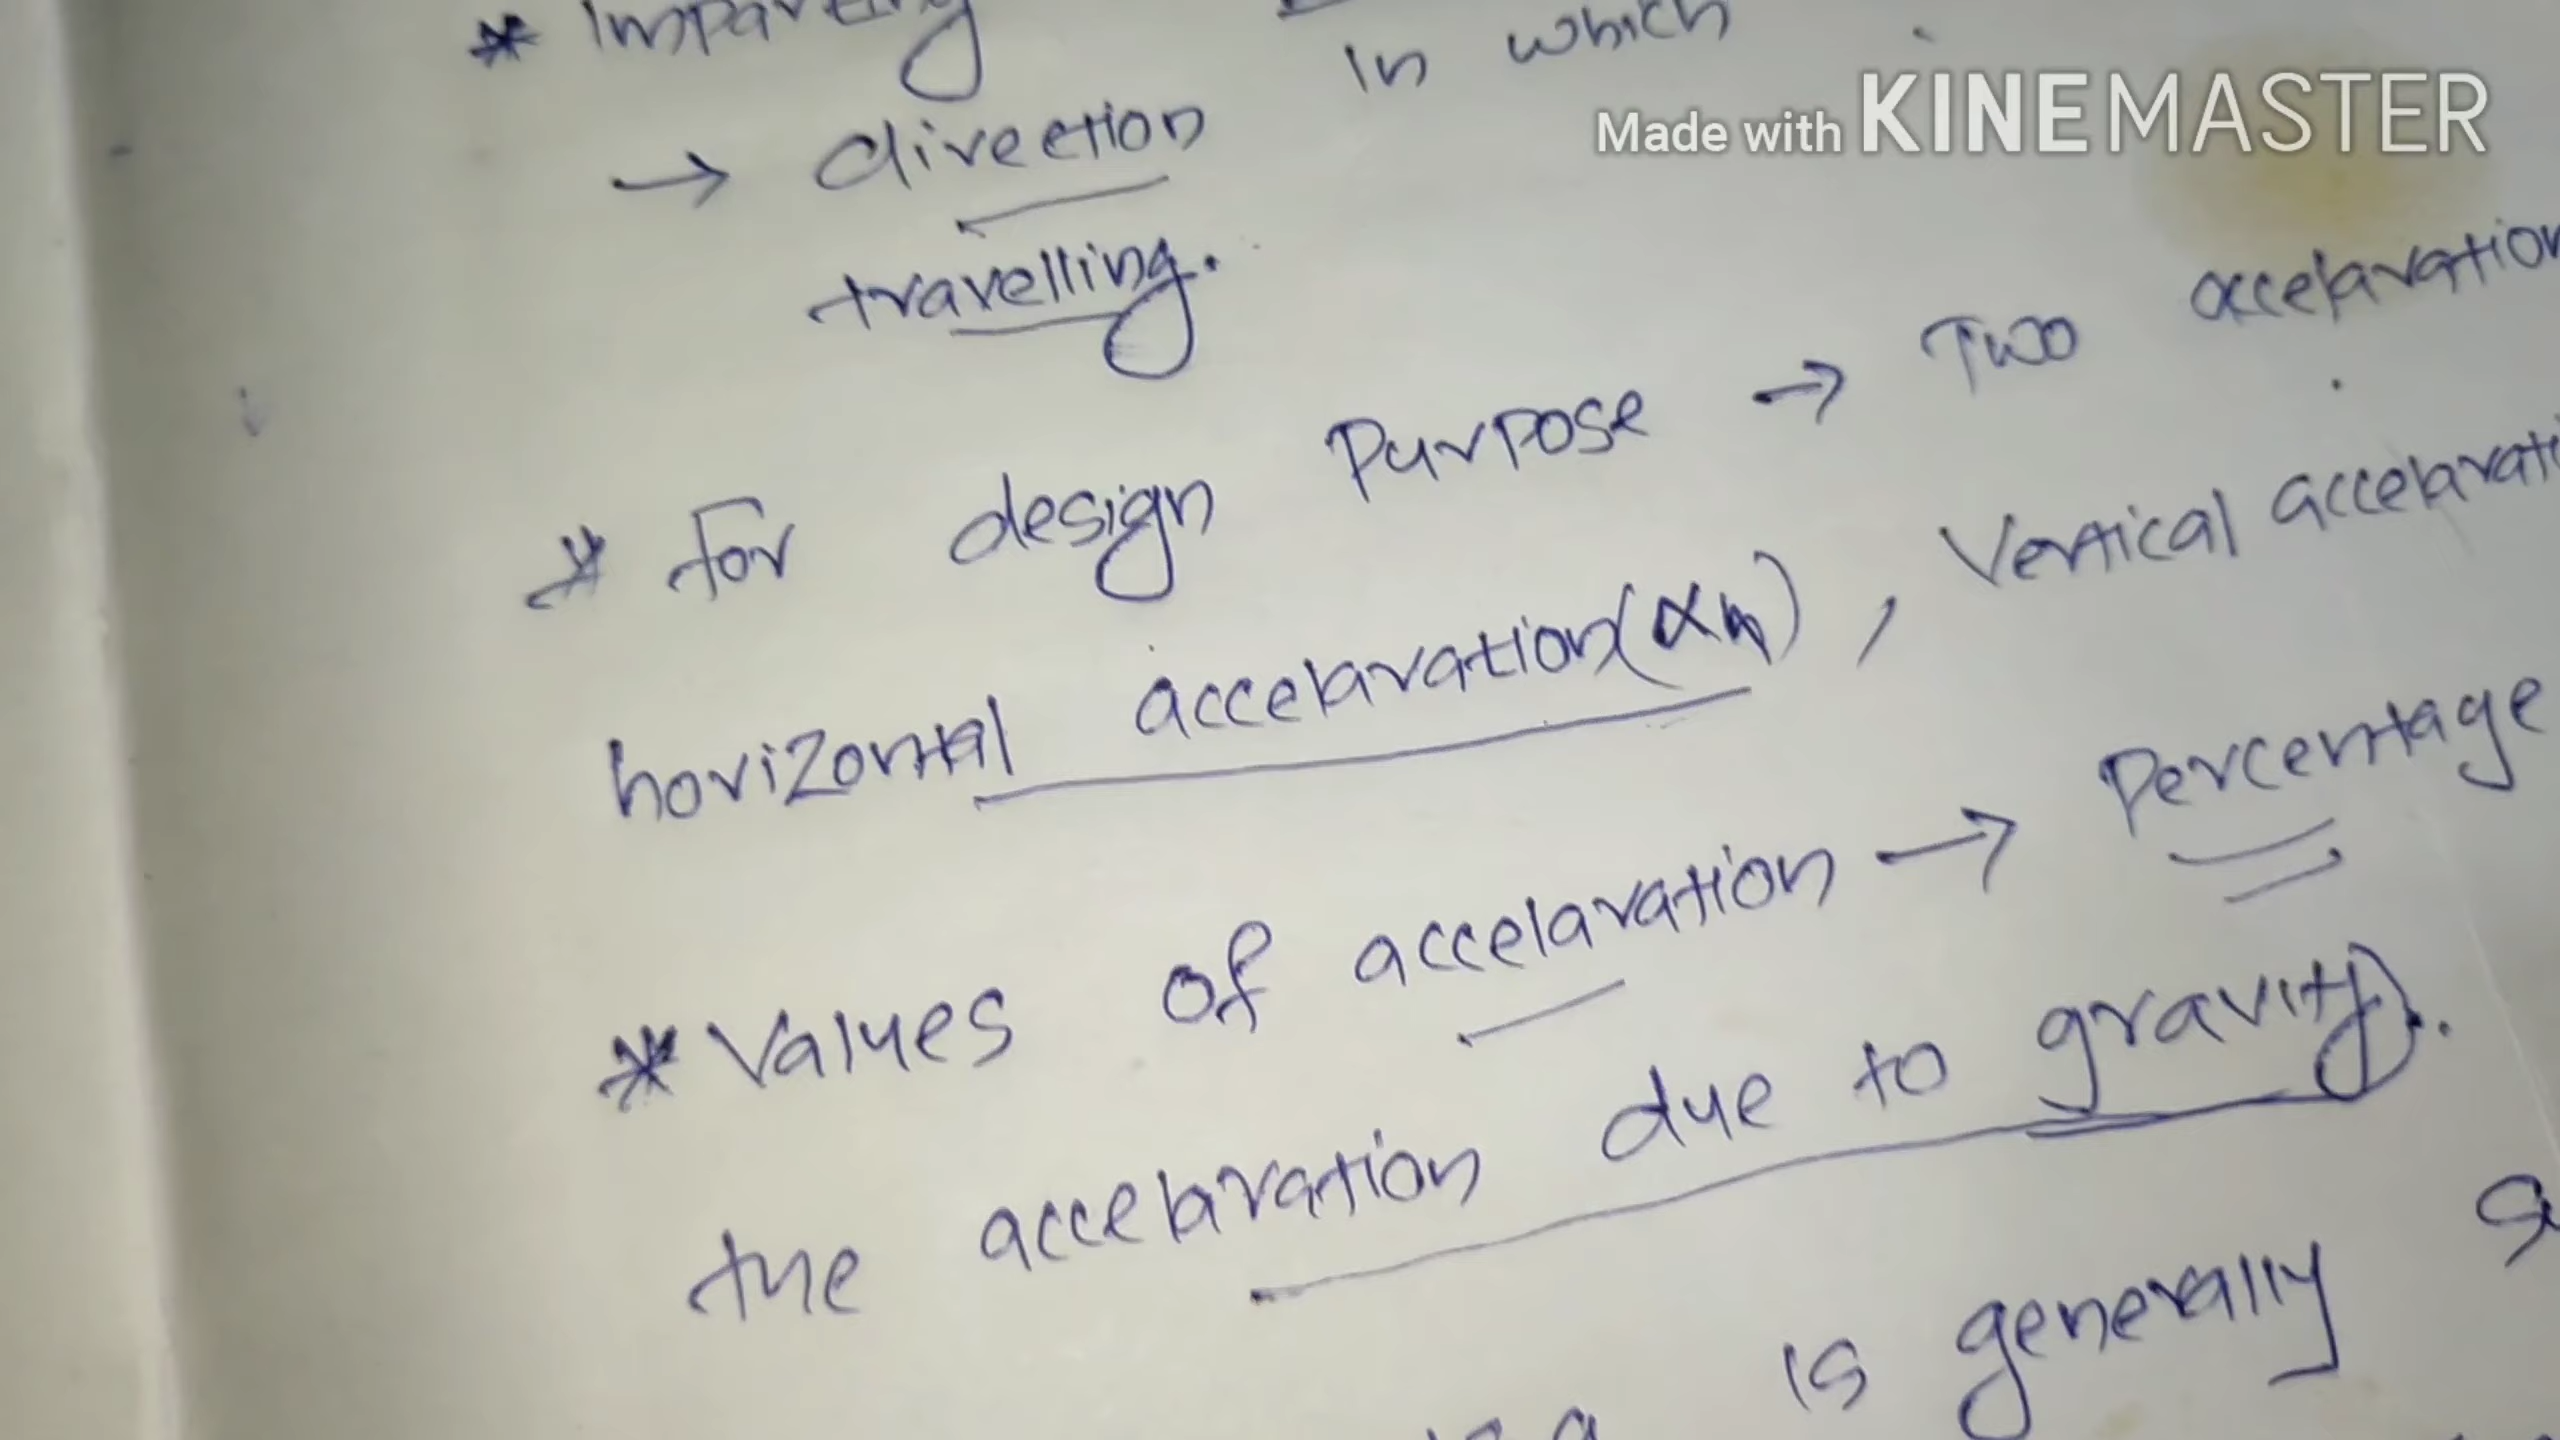 * Imparting
→ direction in which
travelling.
Made with KINEMASTER
* For design Purpose → Two accelaration
horizontal accelaration(αh), Vertical accelarati
* Values of accelaration → Percentage
the accelaration due to gravity).
is generally